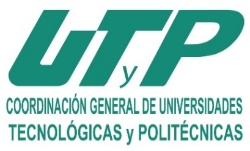 UTyP
COORDINACIÓN GENERAL DE UNIVERSIDADES
TECNOLÓGICAS y POLITÉCNICAS